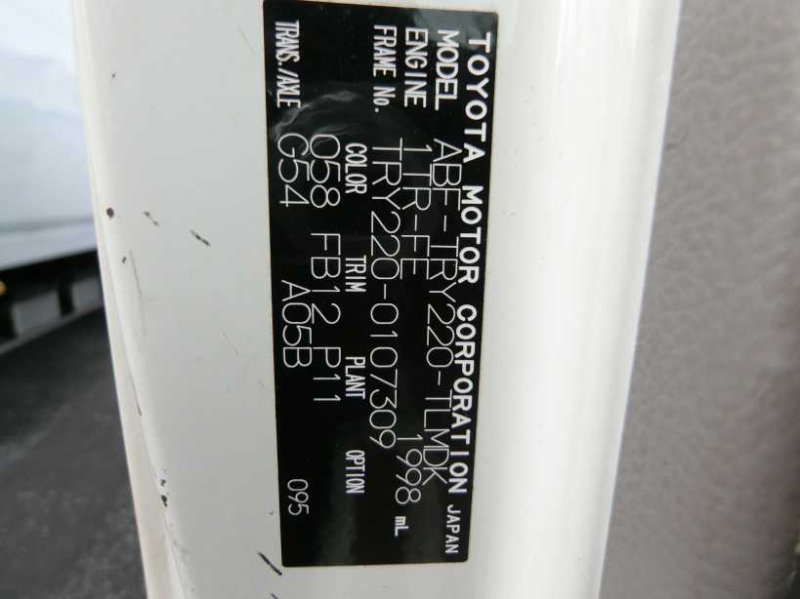 TOYOTA MOTOR CORPORATION JAPAN
MODEL ABF-TRY220-TLMDK
ENGINE 1TR-FE 1998 mL
FRAME No. TRY220-0107309
COLOR TRIM PLANT OPTION
058 FB12 P11
TRANS./AXLE G54 A05B
095